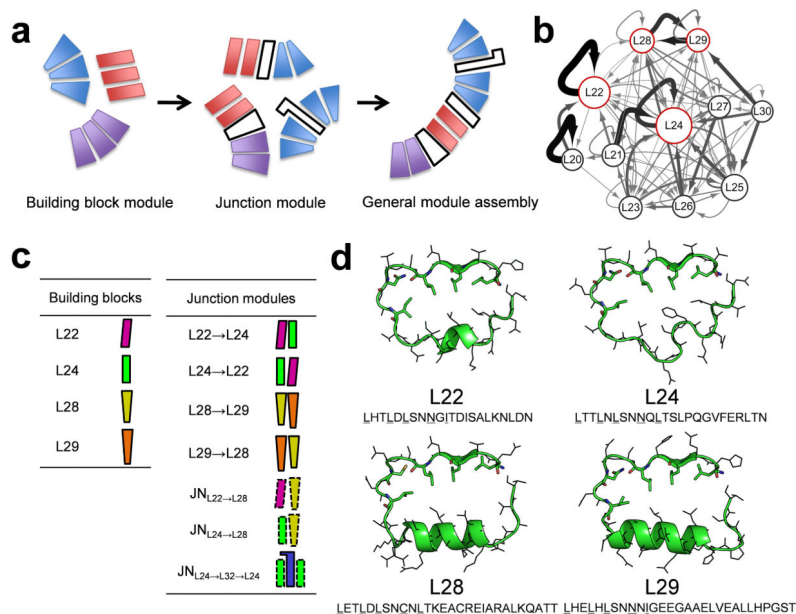 a
Building block module
Junction module
General module assembly
b
L28
L29
L22
L27
L30
L24
L21
L20
L25
L23
L26
c
Building blocks
L22
L24
L28
L29
Junction modules
L22→L24
L24→L22
L28→L29
L29→L28
JNL22→L28
JNL24→L28
JNL24→L32→L24
d
L22
LHTLDLSNNGITDISALKNLDN
L24
LTTLNLSNNQLTSLPQGVFERLTN
L28
LETLDLSNCNLTKEACREIARALKQATT
L29
LHELHLSNNNIGEEGAAELVEALLHPGST